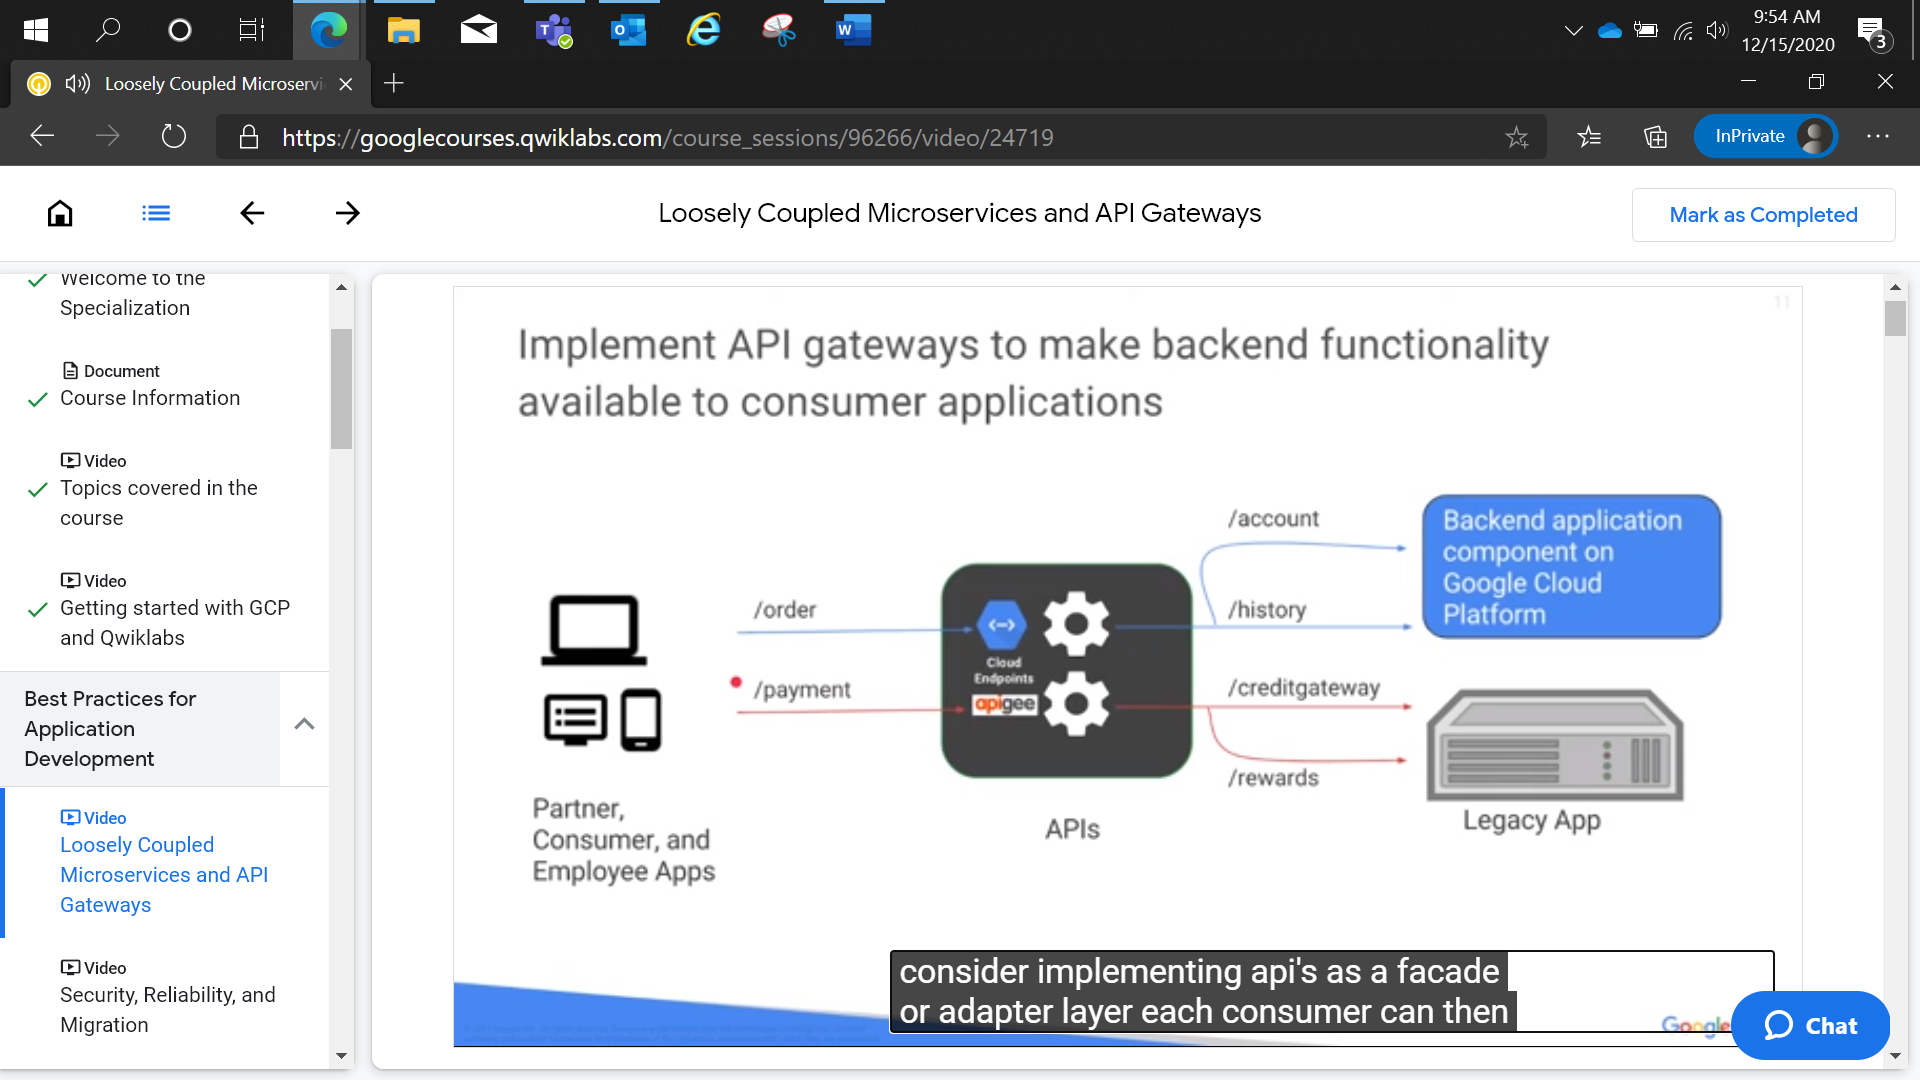 9:54 AM
12/15/2020
3
Loosely Coupled Microservi
https://googlecourses.qwiklabs.com/course_sessions/96266/video/24719
InPrivate
Loosely Coupled Microservices and API Gateways
Mark as Completed
Welcome to the
Specialization
Document
Course Information
Video
Topics covered in the
course
Video
Getting started with GCP
and Qwiklabs
Best Practices for
Application
Development
Video
Loosely Coupled
Microservices and API
Gateways
Video
Security, Reliability, and
Migration
11
Implement API gateways to make backend functionality
available to consumer applications
/order
/payment
Partner,
Consumer, and
Employee Apps
Cloud
Endpoints
apigee
APIs
/account
/history
/creditgateway
/rewards
Backend application
component on
Google Cloud
Platform
Legacy App
consider implementing api's as a facade
or adapter layer each consumer can then
Google
Chat